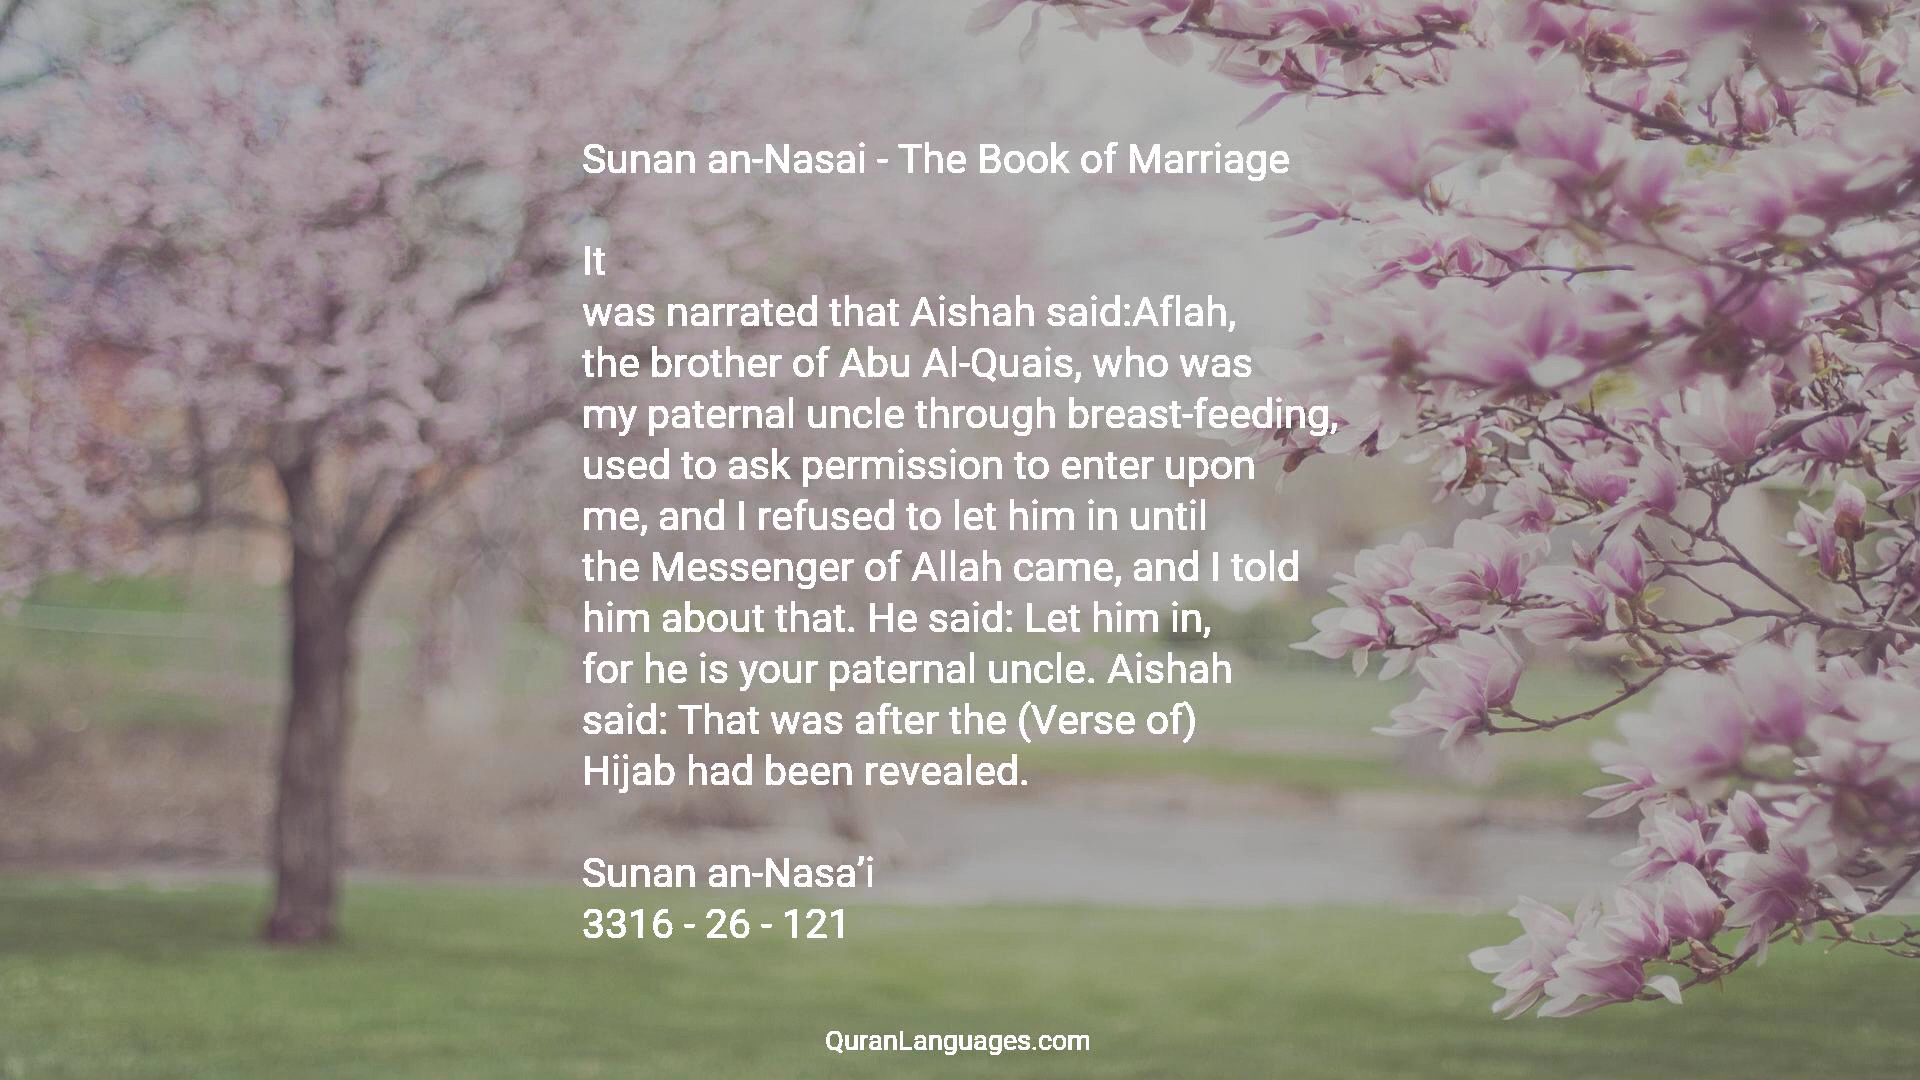 Sunan an-Nasai - The Book of Marriage
It
was narrated that Aishah said:Aflah,
the brother of Abu Al-Quais, who was
my paternal uncle through breast-feeding,
used to ask permission to enter upon
me, and I refused to let him in until
the Messenger of Allah came, and I told
him about that. He said: Let him in,
for he is your paternal uncle. Aishah
said: That was after the (Verse of)
Hijab had been revealed.
Sunan an-Nasa’i
3316 - 26 - 121
QuranLanguages.com